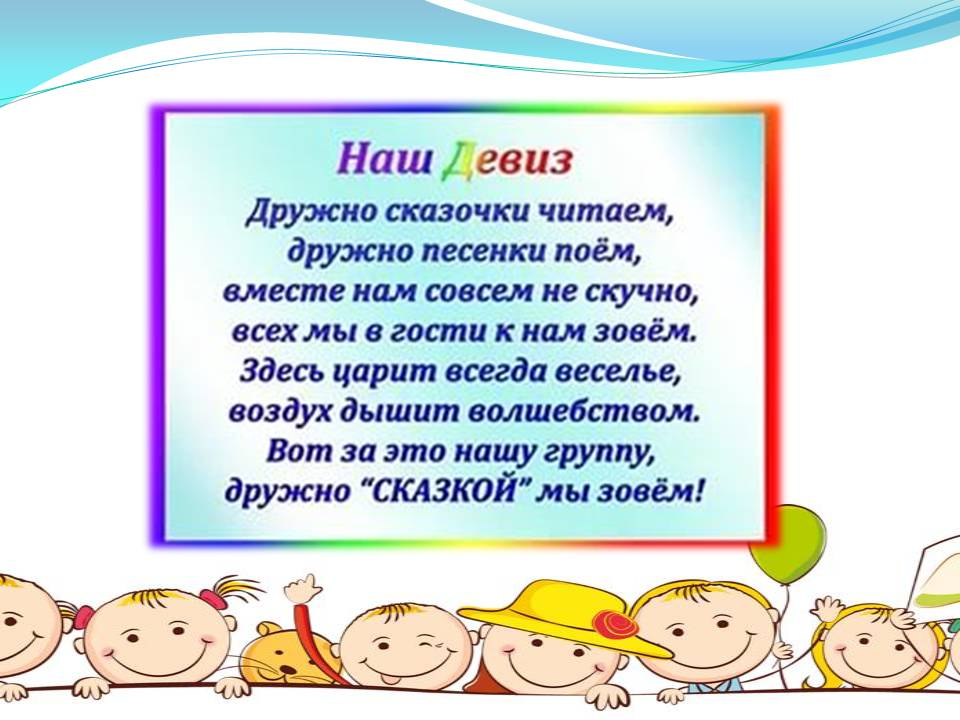 Наш Девиз
Дружно сказочки читаем,
дружно песенки поём,
вместе нам совсем не скучно,
всех мы в гости к нам зовём.
Здесь царит всегда веселье,
воздух дышит волшебством.
Вот за это нашу группу,
дружно “СКАЗКОЙ” мы зовём!